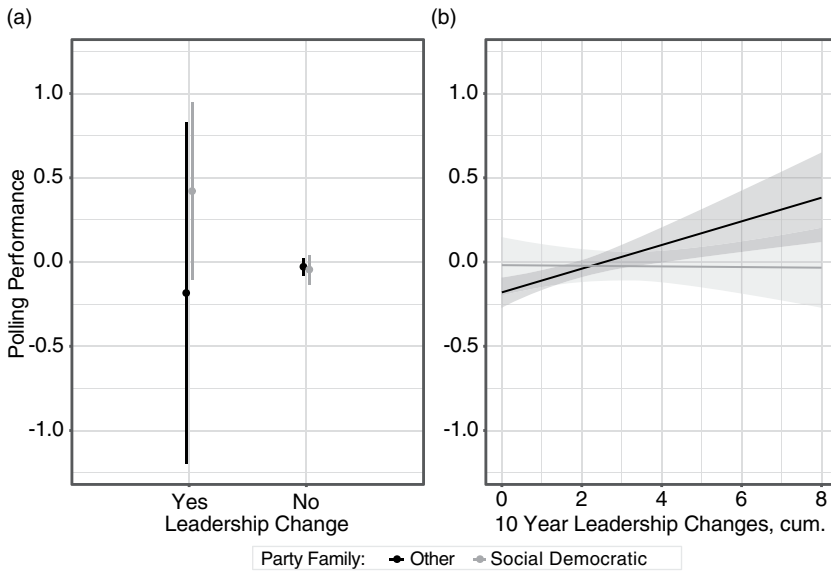 (a)
(b)
Polling Performance
1.0
0.5
0.0
-0.5
-1.0
Yes No
Leadership Change
1.0
0.5
0.0
-0.5
-1.0
0 2 4 6 8
10 Year Leadership Changes, cum.
Party Family: Other Social Democratic